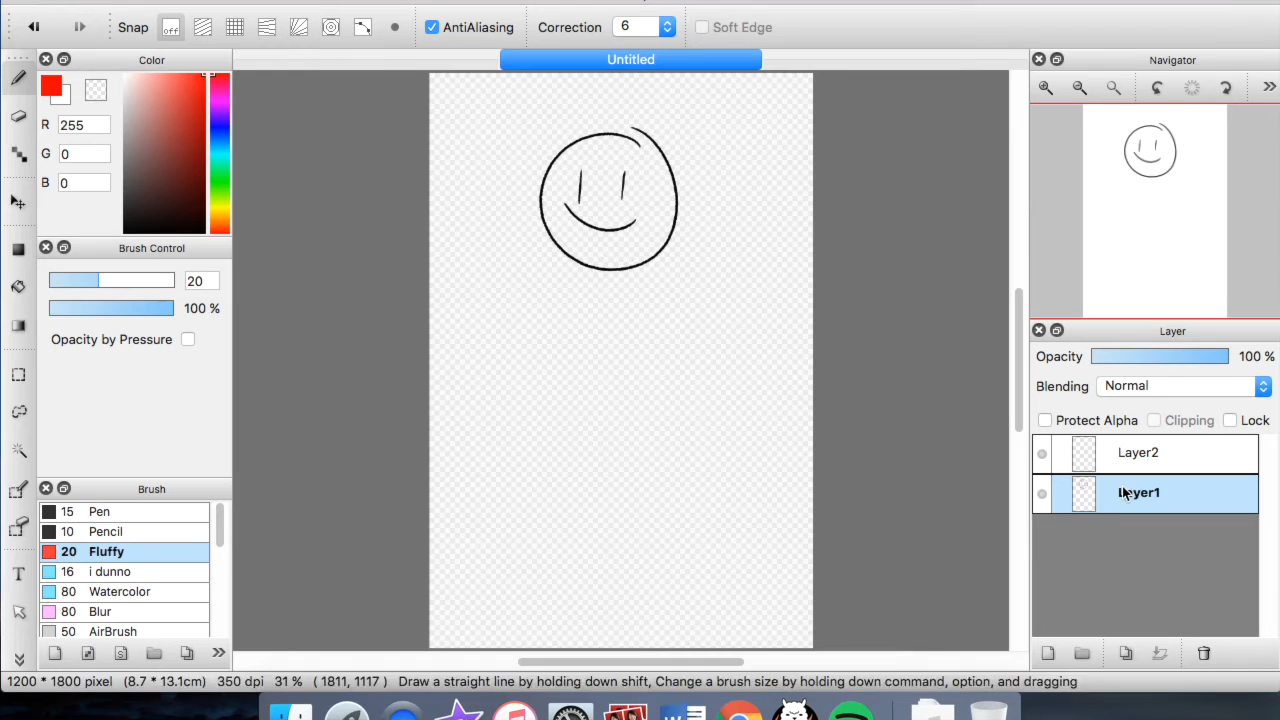 Snap off AntiAliasing Correction 6 Soft Edge
Color
Untitled
Navigator
R 255
G 0
B 0
Brush Control
20
100 %
Opacity by Pressure
Layer
Opacity 100 %
Blending Normal
Protect Alpha Clipping Lock
Layer2
Layer1
Brush
15 Pen
10 Pencil
20 Fluffy
16 i dunno
80 Watercolor
80 Blur
50 AirBrush
T
1200 * 1800 pixel (8.7 * 13.1cm) 350 dpi 31 % ( 1811, 1117 ) Draw a straight line by holding down shift, Change a brush size by holding down command, option, and dragging
W